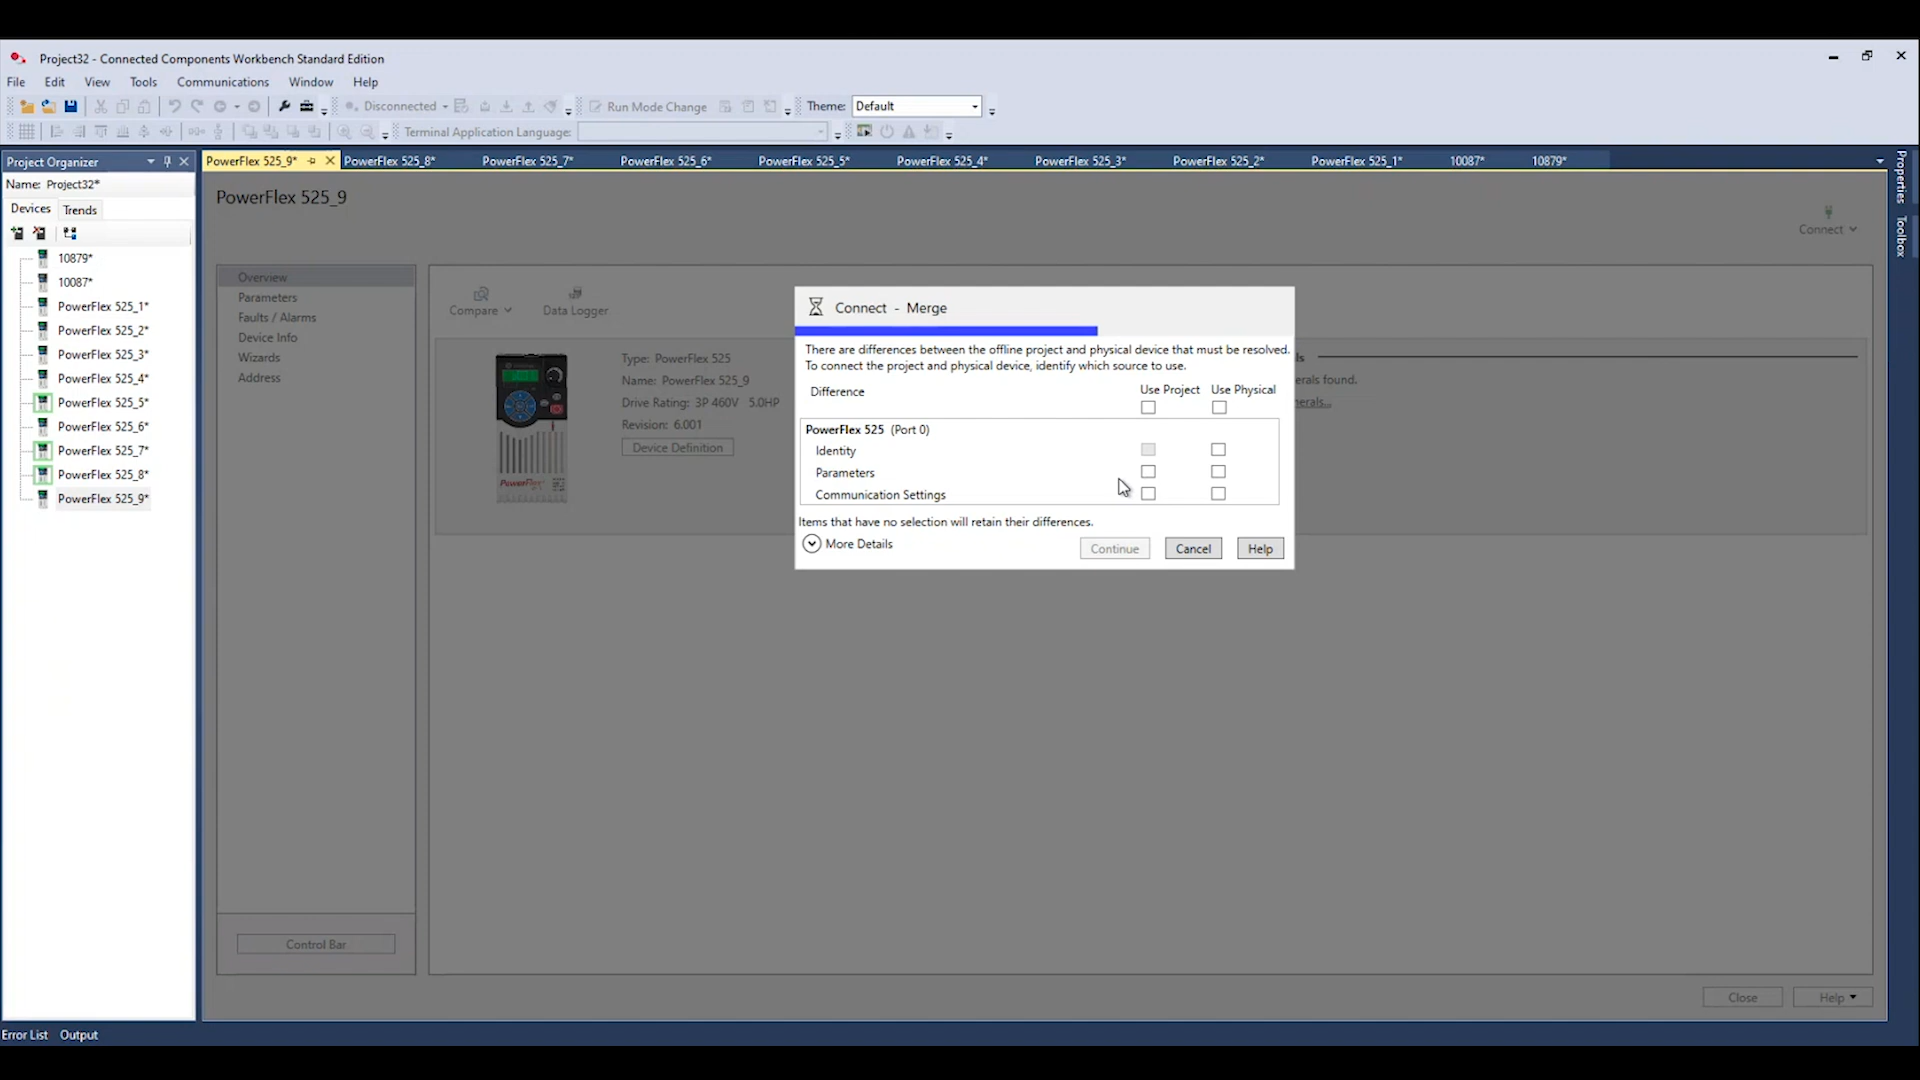 Project32 - Connected Components Workbench Standard Edition
File Edit View Tools Communications Window Help
Disconnected Run Mode Change Theme: Default
Terminal Application Language:
Project Organizer
Name: Project32*
Devices Trends
10879*
10087*
PowerFlex 525_1*
PowerFlex 525_2*
PowerFlex 525_3*
PowerFlex 525_4*
PowerFlex 525_5*
PowerFlex 525_6*
PowerFlex 525_7*
PowerFlex 525_8*
PowerFlex 525_9*
PowerFlex 525_9* PowerFlex 525_8* PowerFlex 525_7* PowerFlex 525_6* PowerFlex 525_5* PowerFlex 525_4* PowerFlex 525_3* PowerFlex 525_2* PowerFlex 525_1* 10087* 10879*
PowerFlex 525_9
Connect
Overview
Parameters
Faults / Alarms
Device Info
Wizards
Address
Control Bar
Compare Data Logger
PowerFlex
Type: PowerFlex 525
Name: PowerFlex 525_9
Drive Rating: 3P 460V 5.0HP
Revision: 6.001
Device Definition
ls
erals found.
nerals...
Connect - Merge
There are differences between the offline project and physical device that must be resolved.
To connect the project and physical device, identify which source to use.
Difference Use Project Use Physical
PowerFlex 525 (Port 0)
Identity
Parameters
Communication Settings
Items that have no selection will retain their differences.
More Details Continue Cancel Help
Close Help
Properties
Toolbox
Error List Output